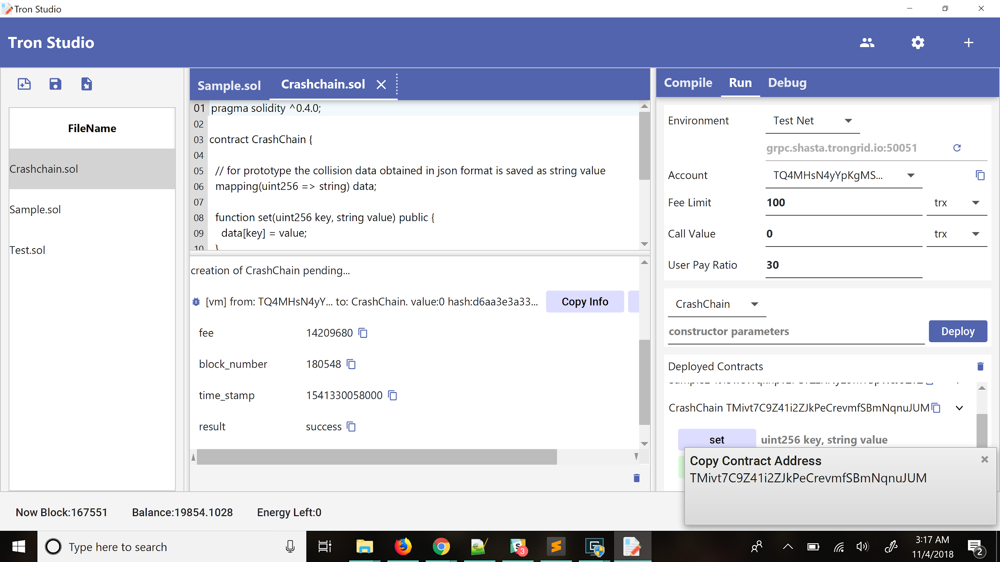 Tron Studio
Tron Studio
FileName
Crashchain.sol
Sample.sol
Test.sol
Sample.sol
Crashchain.sol
01 pragma solidity ^0.4.0;
02
03 contract CrashChain {
04
05 // for prototype the collision data obtained in json format is saved as string value
06 mapping(uint256 => string) data;
07
08 function set(uint256 key, string value) public {
09 data[key] = value;
10 }
creation of CrashChain pending...
[vm] from: TQ4MHsN4yY... to: CrashChain. value:0 hash:d6aa3e3a33... Copy Info
fee 14209680
block_number 180548
time_stamp 1541330058000
result success
Compile Run Debug
Environment Test Net
grpc.shasta.trongrid.io:50051
Account TQ4MHsN4yYpKgMS...
Fee Limit 100 trx
Call Value 0 trx
User Pay Ratio 30
CrashChain
constructor parameters Deploy
Deployed Contracts
CrashChain TMivt7C9Z41i2ZJkPeCrevmfSBmNqnuJUM
set uint256 key, string value
Copy Contract Address
TMivt7C9Z41i2ZJkPeCrevmfSBmNqnuJUM
Now Block:167551 Balance:19854.1028 Energy Left:0
Type here to search
3
3:17 AM
11/4/2018
2